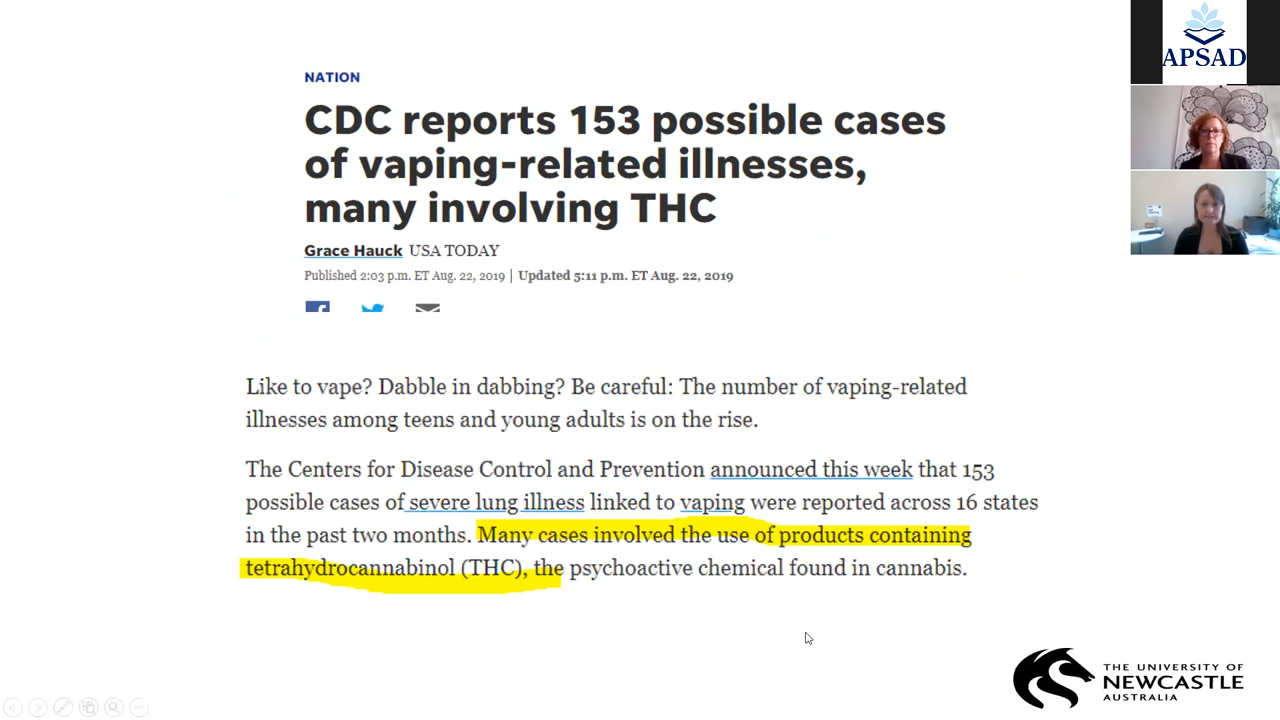 NATION
CDC reports 153 possible cases
of vaping-related illnesses,
many involving THC
Grace Hauck USA TODAY
Published 2:03 p.m. ET Aug. 22, 2019 | Updated 5:11 p.m. ET Aug. 22, 2019
Like to vape? Dabble in dabbing? Be careful: The number of vaping-related
illnesses among teens and young adults is on the rise.
The Centers for Disease Control and Prevention announced this week that 153
possible cases of severe lung illness linked to vaping were reported across 16 states
in the past two months. Many cases involved the use of products containing
tetrahydrocannabinol (THC), the psychoactive chemical found in cannabis.
APSAD
THE UNIVERSITY OF
NEWCASTLE
AUSTRALIA